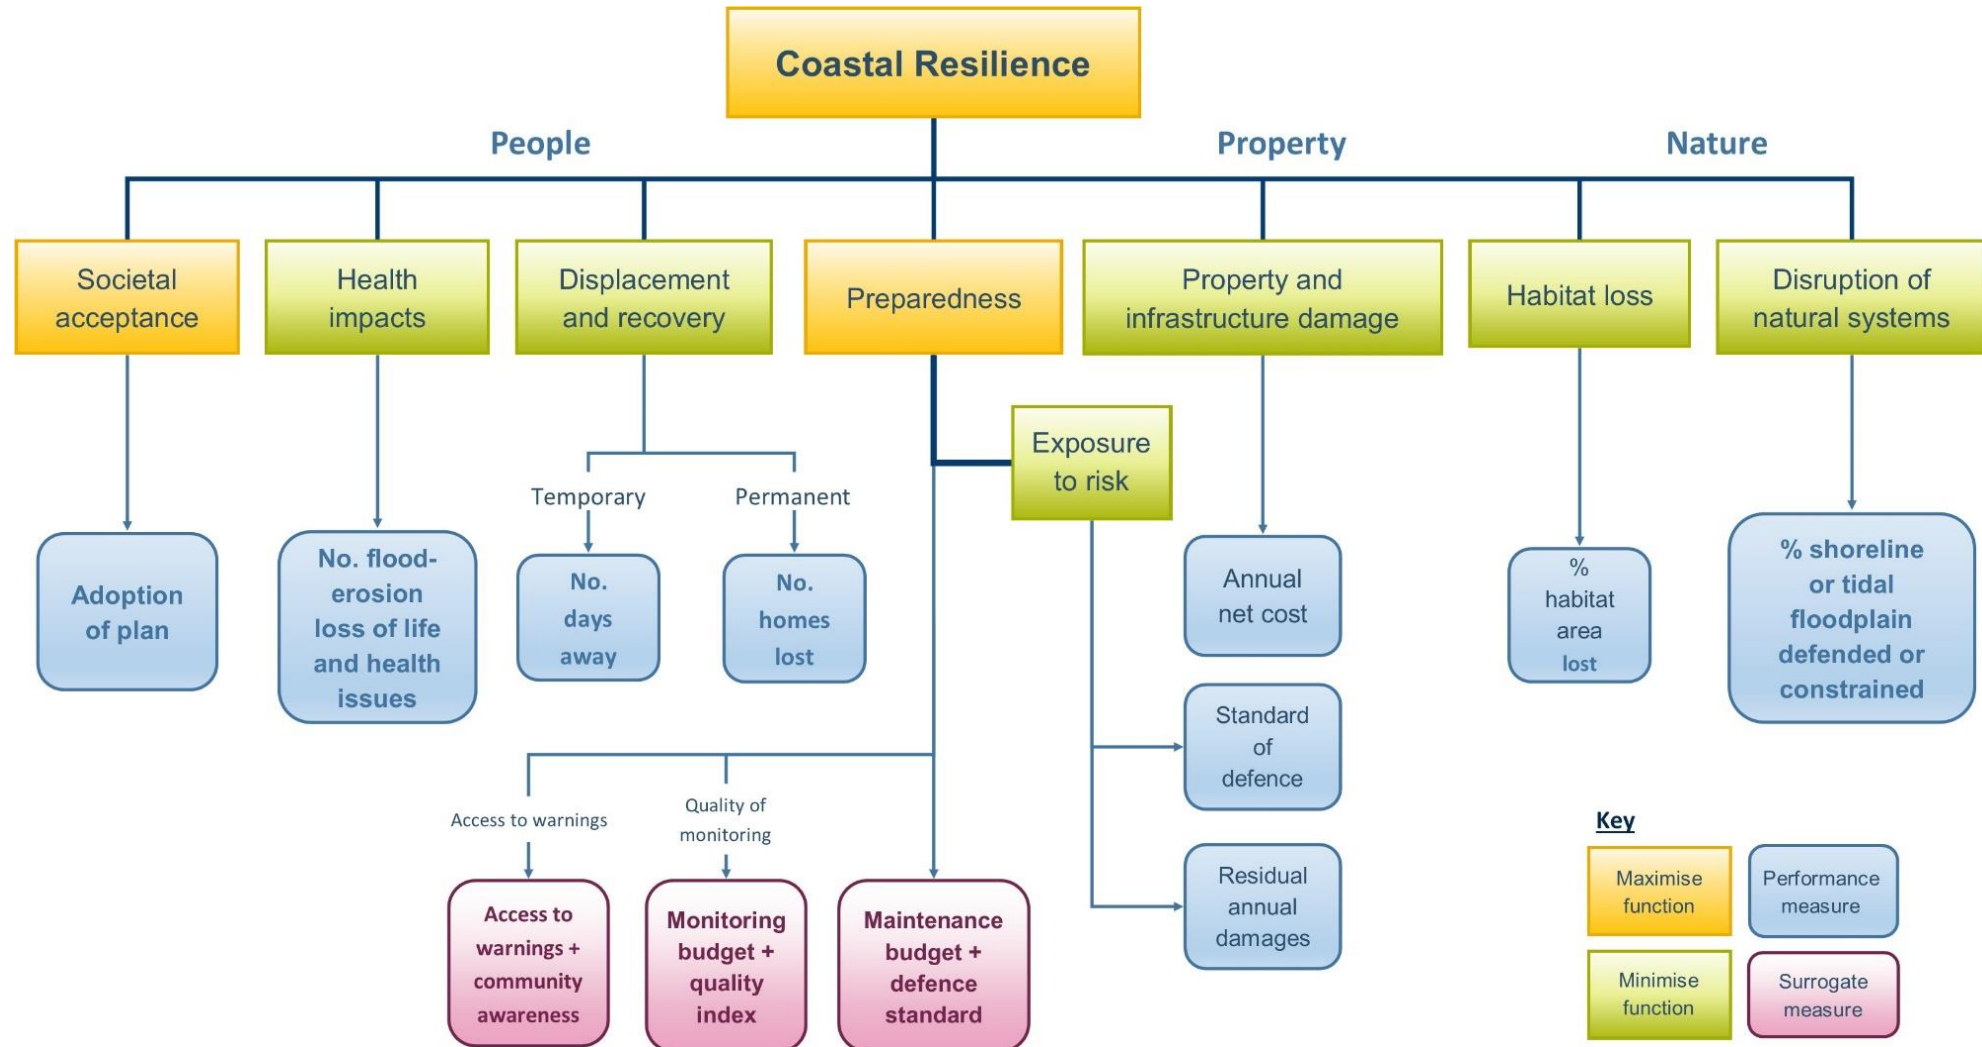 Coastal Resilience
People
Property
Nature
Societal
acceptance
Health
impacts
Displacement
and recovery
Preparedness
Property and
infrastructure damage
Habitat loss
Disruption of
natural systems
Exposure
to risk
Temporary
Permanent
Adoption
of plan
No. flood-
erosion
loss of life
and health
issues
No.
days
away
No.
homes
lost
Annual
net cost
%
habitat
area
lost
% shoreline
or tidal
floodplain
defended or
constrained
Standard
of
defence
Residual
annual
damages
Access to warnings
Quality of
monitoring
Access to
warnings +
community
awareness
Monitoring
budget +
quality
index
Maintenance
budget +
defence
standard
Key
Maximise
function
Performance
measure
Minimise
function
Surrogate
measure